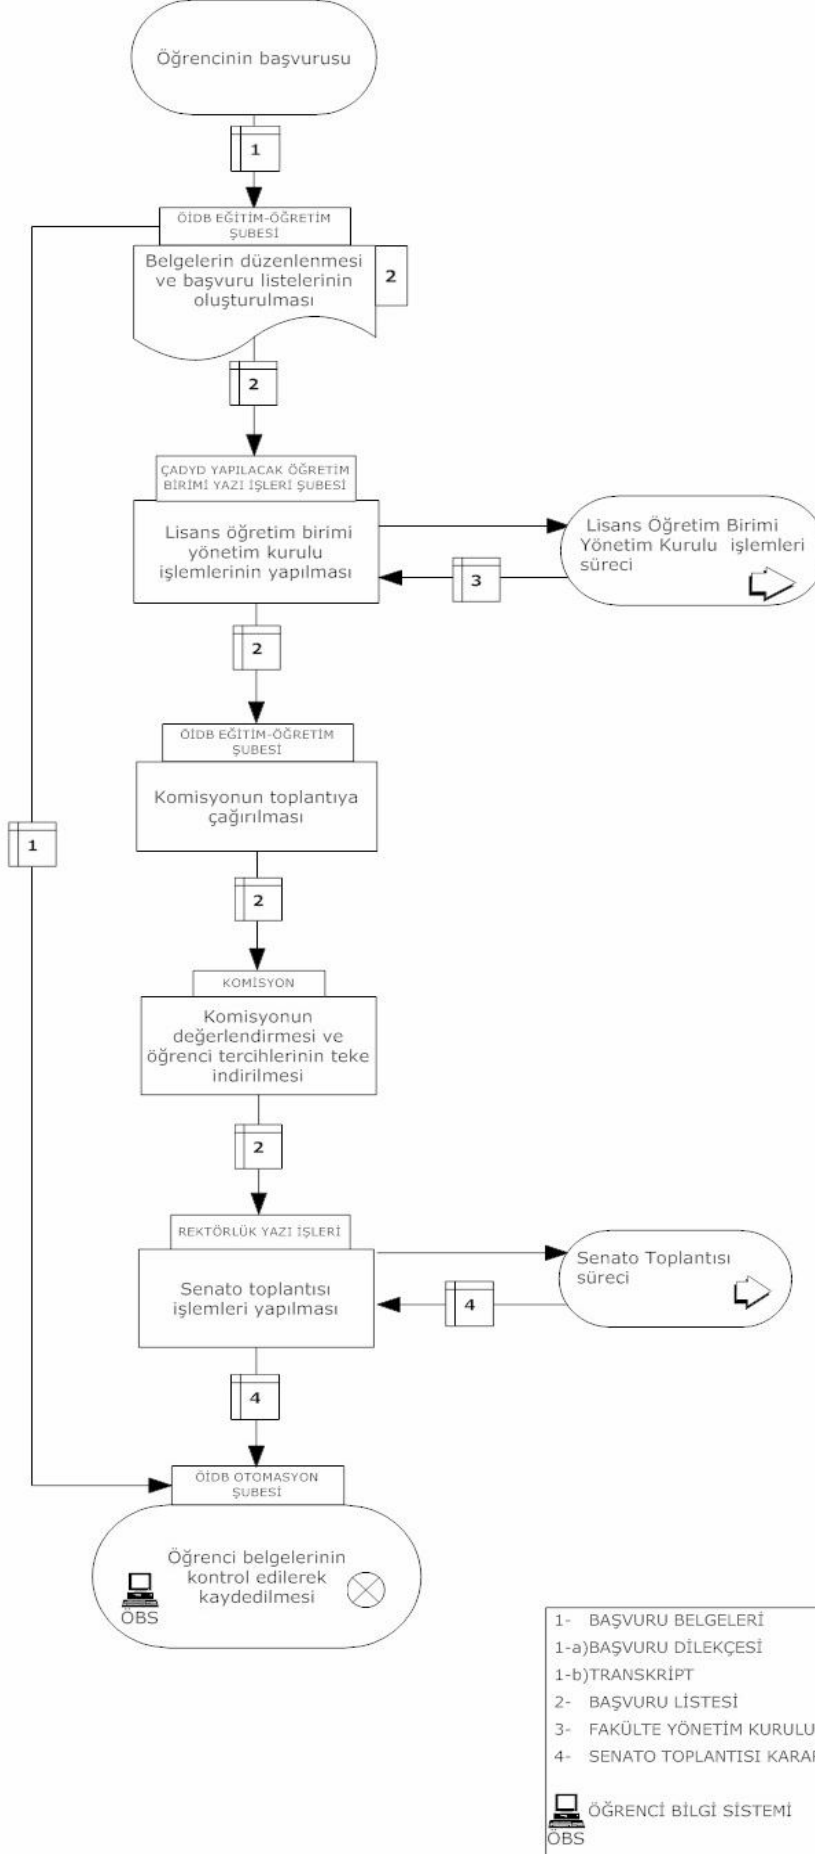 Öğrencinin başvurusu
1
ÖİDB EĞİTİM-ÖĞRETİM
ŞUBESİ
Belgelerin düzenlenmesi
ve başvuru listelerinin
oluşturulması
2
2
ÇADYD YAPILACAK ÖĞRETİM
BİRİMİ YAZI İŞLERİ ŞUBESİ
Lisans öğretim birimi
yönetim kurulu
işlemlerinin yapılması
Lisans Öğretim Birimi
Yönetim Kurulu işlemleri
süreci
3
2
ÖİDB EĞİTİM-ÖĞRETİM
ŞUBESİ
Komisyonun toplantıya
çağırılması
1
2
KOMİSYON
Komisyonun
değerlendirmesi ve
öğrenci tercihlerinin teke
indirilmesi
2
REKTÖRLÜK YAZI İŞLERİ
Senato toplantısı
işlemleri yapılması
Senato Toplantısı
süreci
4
4
ÖİDB OTOMASYON
ŞUBESİ
Öğrenci belgelerinin
kontrol edilerek
kaydedilmesi
ÖBS
1- BAŞVURU BELGELERİ
1-a)BAŞVURU DİLEKÇESİ
1-b)TRANSKRİPT
2- BAŞVURU LİSTESİ
3- FAKÜLTE YÖNETİM KURULU
4- SENATO TOPLANTISI
ÖĞRENCİ BİLGİ SİSTEMİ
ÖBS